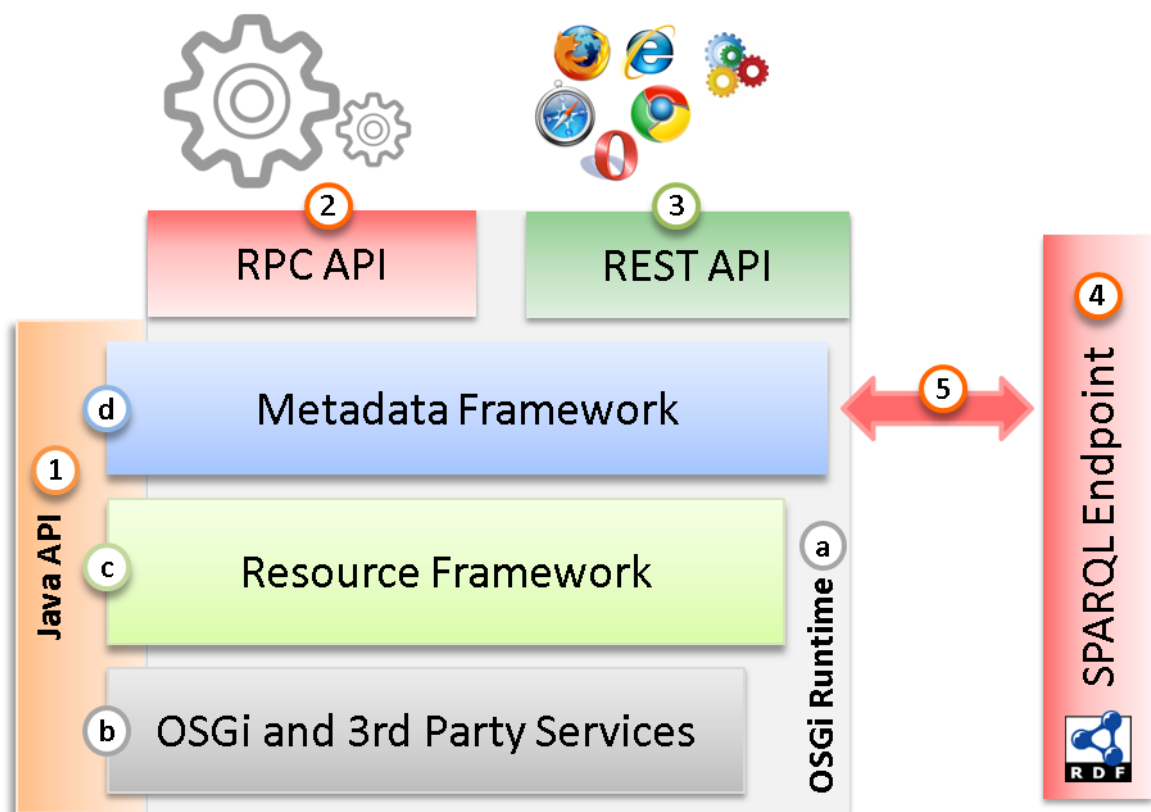 2
3
RPC API
REST API
4
d
Metadata Framework
5
1
Java API
c
Resource Framework
a
OSGi Runtime
b
OSGi and 3rd Party Services
SPARQL Endpoint
RDF